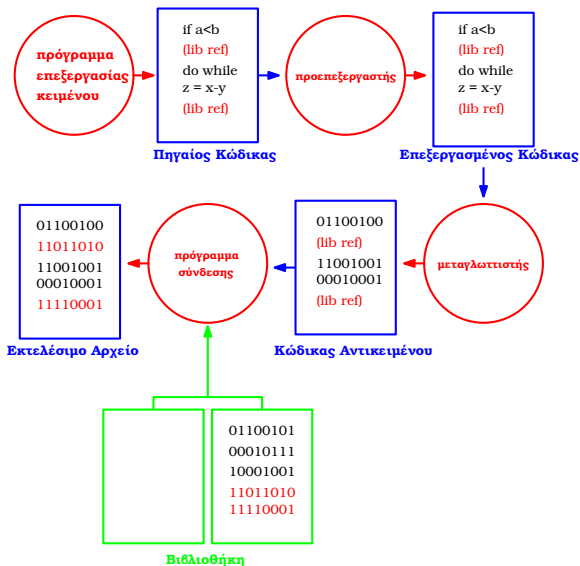 πρόγραμμα
επεξεργασίας
κειμένου
if a<b
(lib ref)
do while
z = x-y
(lib ref)
Πηγαίος Κώδικας
προεπεξεργαστής
if a<b
(lib ref)
do while
z = x-y
(lib ref)
Επεξεργασμένος Κώδικας
μεταγλωττιστής
01100100
(lib ref)
11001001
00010001
(lib ref)
Κώδικας Αντικειμένου
πρόγραμμα
σύνδεσης
01100100
11011010
11001001
00010001
11110001
Εκτελέσιμο Αρχείο
01100101
00010111
10001001
11011010
11110001
Βιβλιοθήκη